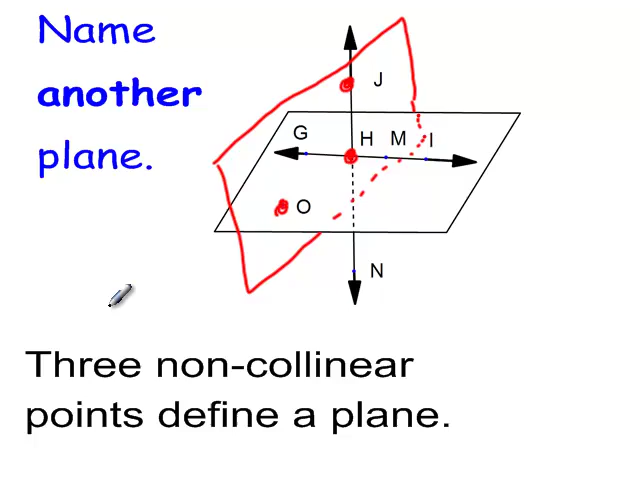 Name
another
plane.
J
G
H
M
I
O
N
Three non-collinear
points define a plane.